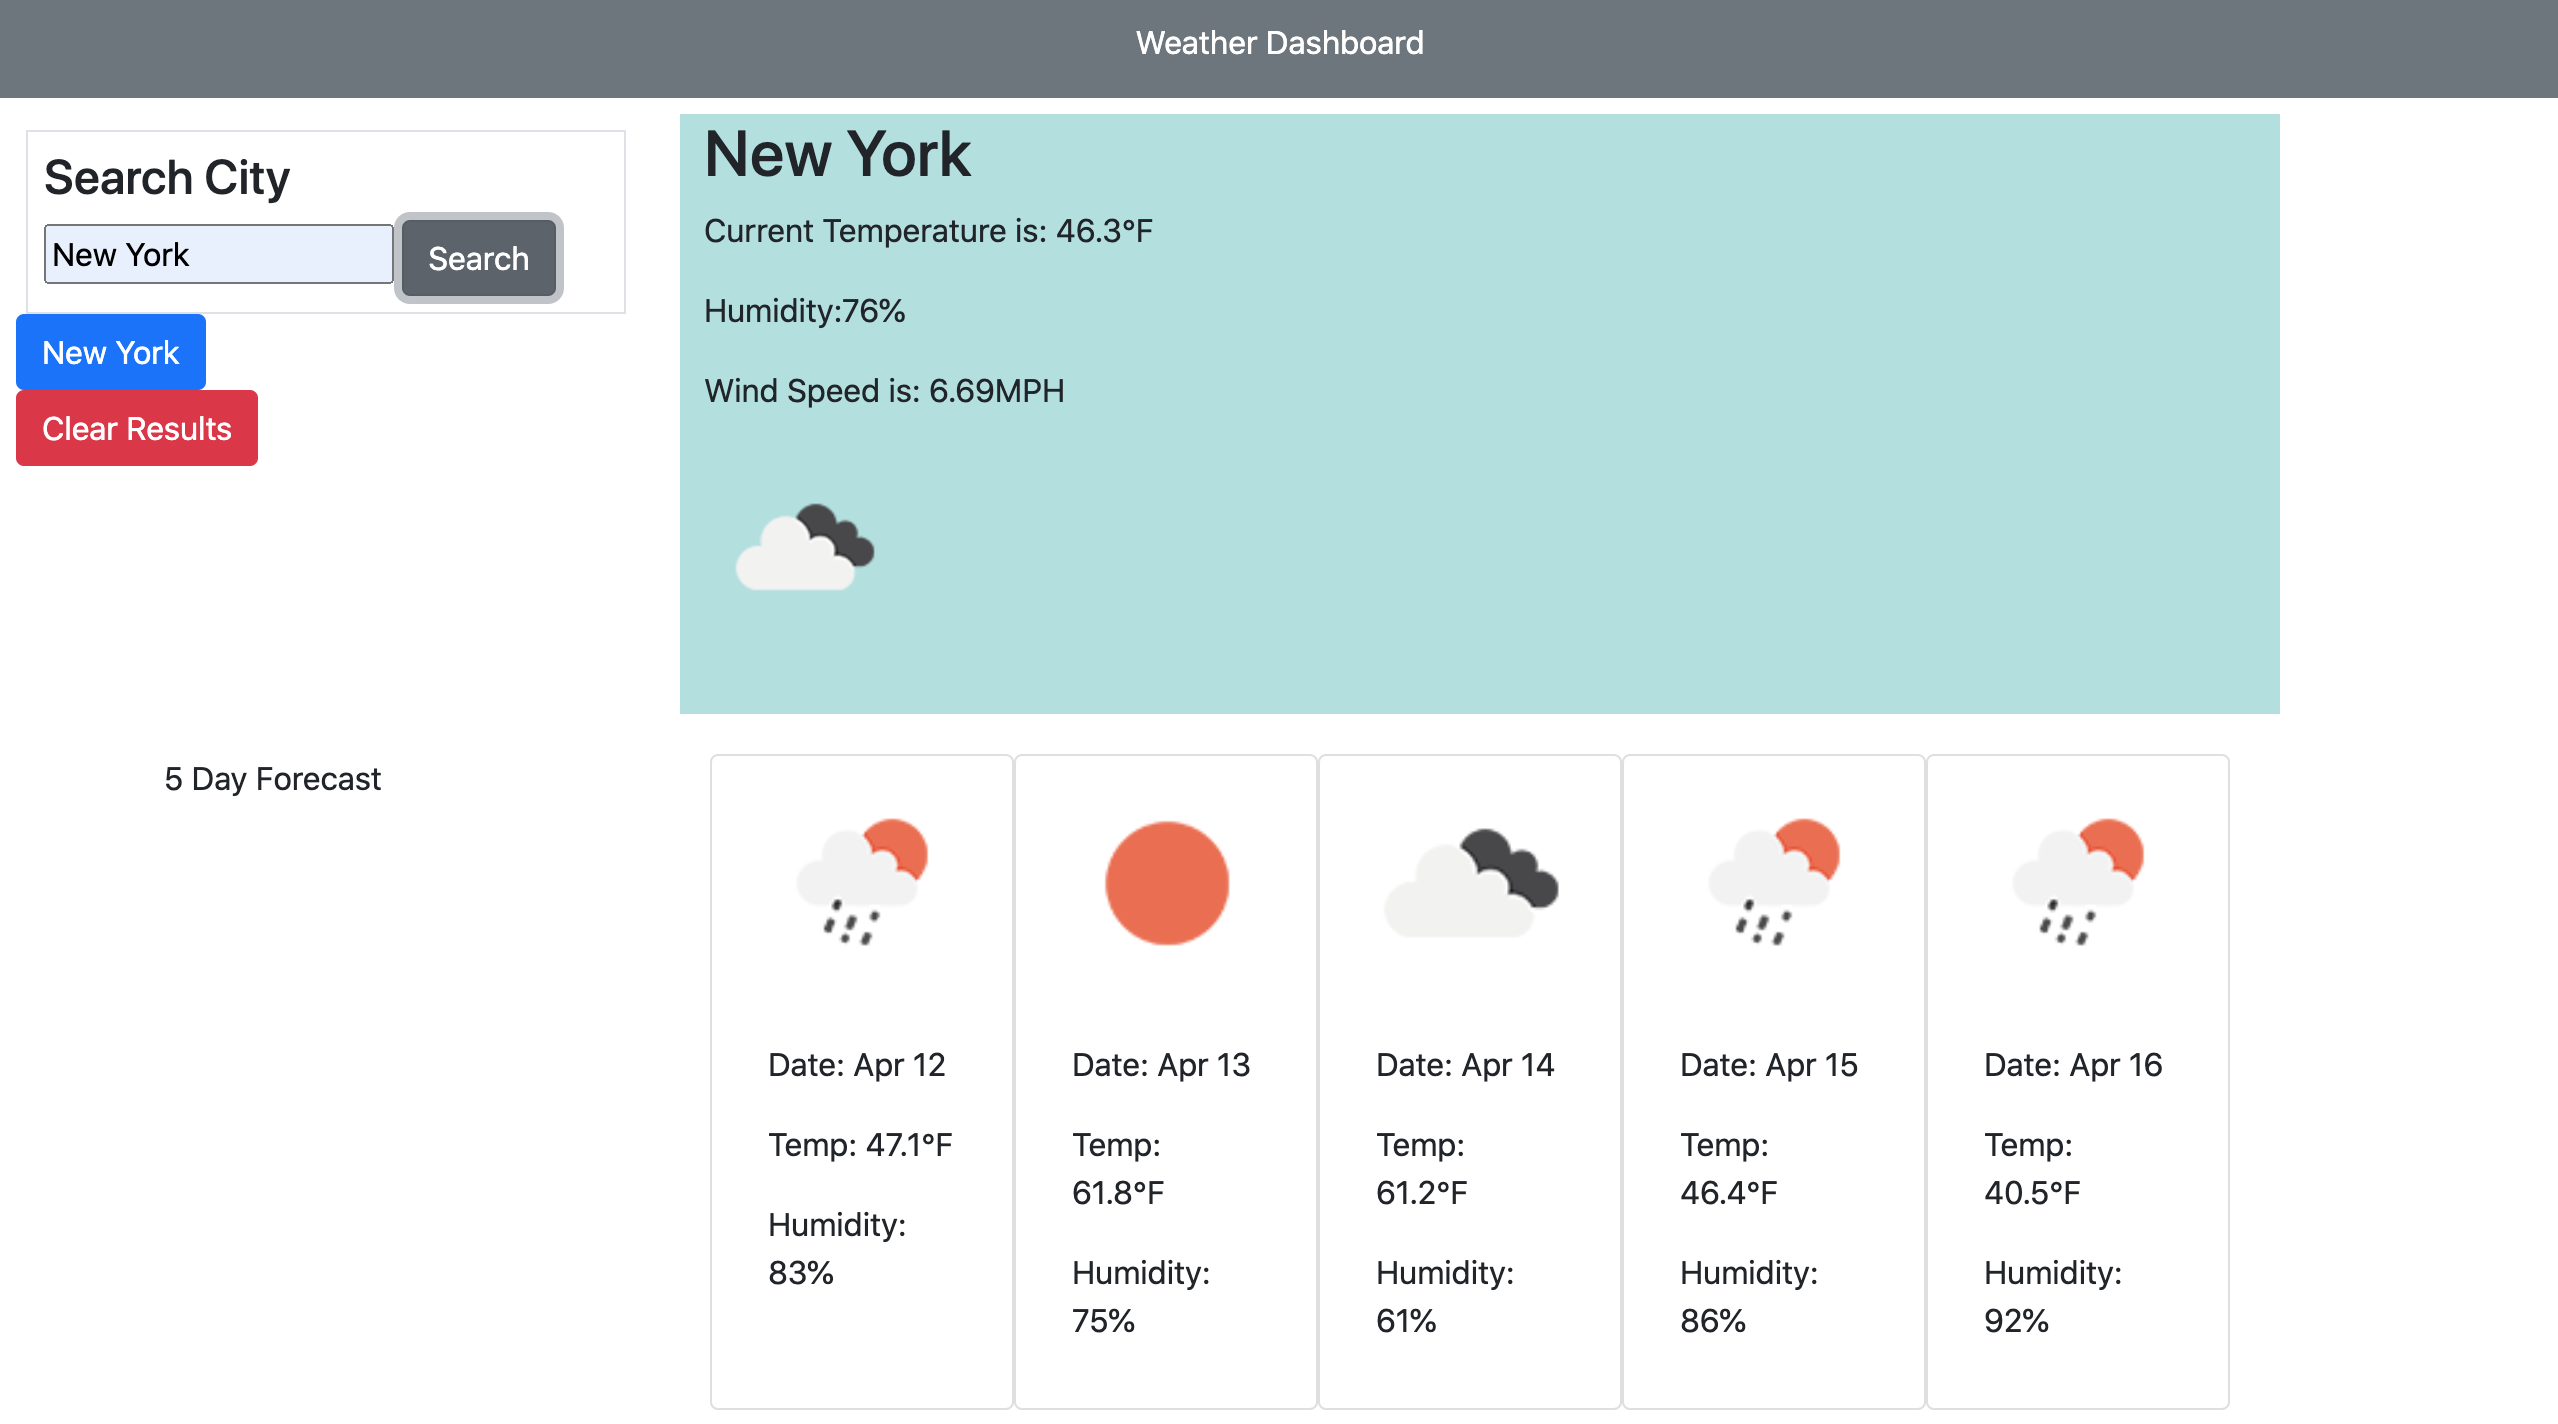 Weather Dashboard
Search City
New York
Search
New York
Clear Results
New York
Current Temperature is: 46.3°F
Humidity:76%
Wind Speed is: 6.69MPH
5 Day Forecast
Date: Apr 12
Temp: 47.1°F
Humidity:
83%
Date: Apr 13
Temp:
61.8°F
Humidity:
75%
Date: Apr 14
Temp:
61.2°F
Humidity:
61%
Date: Apr 15
Temp:
46.4°F
Humidity:
86%
Date: Apr 16
Temp:
40.5°F
Humidity:
92%